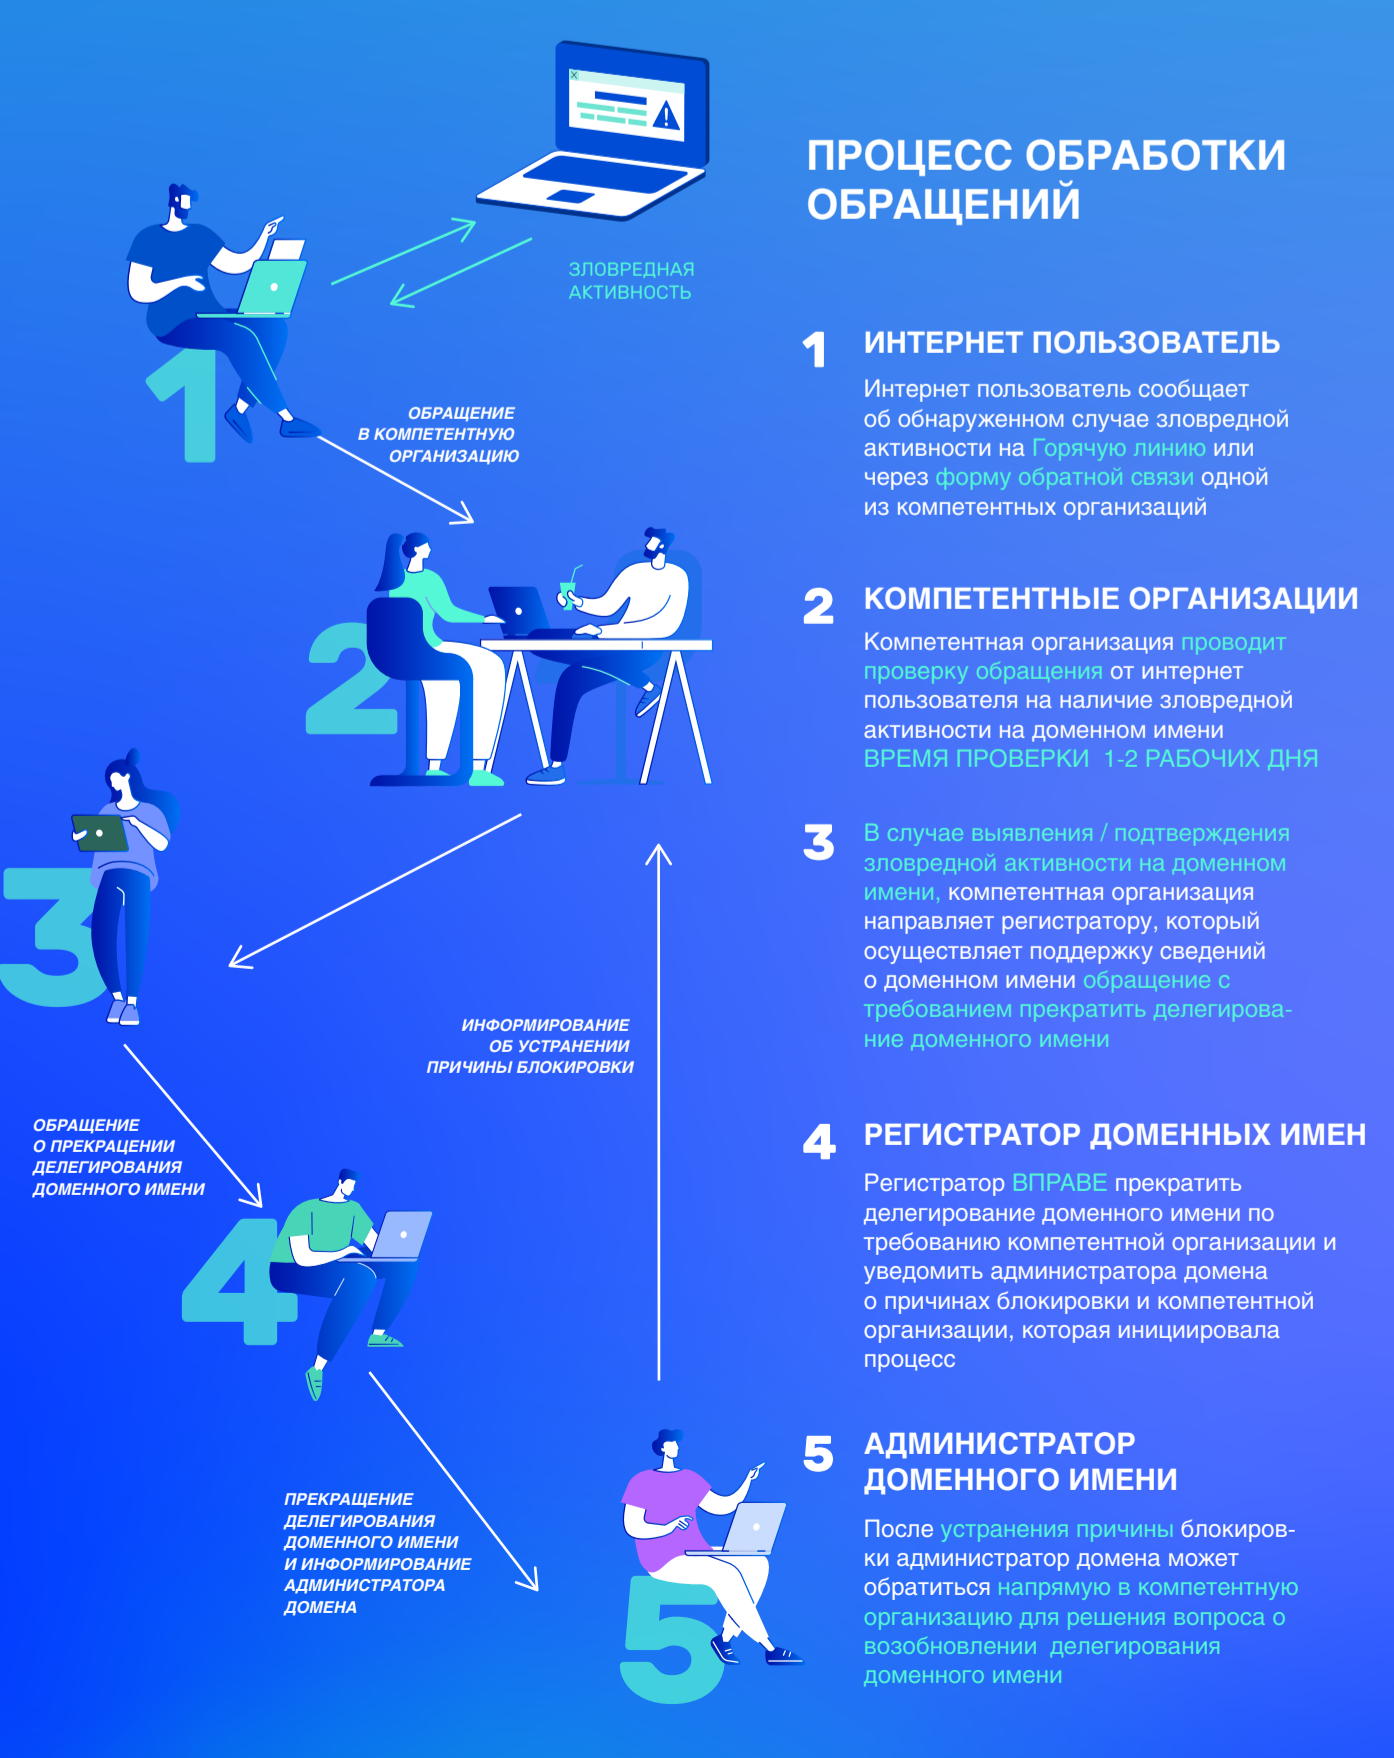 ПРОЦЕСС ОБРАБОТКИ
ОБРАЩЕНИЙ
ЗЛОВРЕДНАЯ
АКТИВНОСТЬ
1
ОБРАЩЕНИЕ
В КОМПЕТЕНТНУЮ
ОРГАНИЗАЦИЮ
2
3
ИНФОРМИРОВАНИЕ
ОБ УСТРАНЕНИИ
ПРИЧИНЫ БЛОКИРОВКИ
ОБРАЩЕНИЕ
О ПРЕКРАЦЕНИИ
ДЕЛЕГИРОВАНИЯ
ДОМЕННОГО ИМЕНИ
4
ПРЕКРАЩЕНИЕ
ДЕЛЕГИРОВАНИЯ
ДОМЕННОГО ИМЕНИ
И ИНФОРМИРОВАНИЕ
АДМИНИСТРАТОРА
ДОМЕНА
5
1 ИНТЕРНЕТ ПОЛЬЗОВАТЕЛЬ
Интернет пользователь сообщает
об обнаруженном случае зловредной
активности на Горячую линию или
через форму обратной связи одной
из компетентных организаций
2 КОМПЕТЕНТНЫЕ ОРГАНИЗАЦИИ
Компетентная организация проводит
проверку обращения от интернет
пользователя на наличие зловредной
активности на доменном имени
ВРЕМЯ ПРОВЕРКИ 1-2 РАБОЧИХ ДНЯ
3 В случае выявления / подтверждения
зловредной активности на доменном
имени, компетентная организация
направляет регистратору, который
осуществляет поддержку сведений
о доменном имени обращение с
требованием прекратить делегирова-
ние доменного имени
4 РЕГИСТРАТОР ДОМЕННЫХ ИМЕН
Регистратор ВПРАВЕ прекратить
делегирование доменного имени по
требованию компетентной организации и
уведомить администратора домена
о причинах блокировки и компетентной
организации, которая инициировала
процесс
5 АДМИНИСТРАТОР
ДОМЕННОГО ИМЕНИ
После устранения причины блокиров-
ки администратор домена может
обратиться напрямую в компетентную
организацию для решения вопроса о
возобновлении делегирования
доменного имени